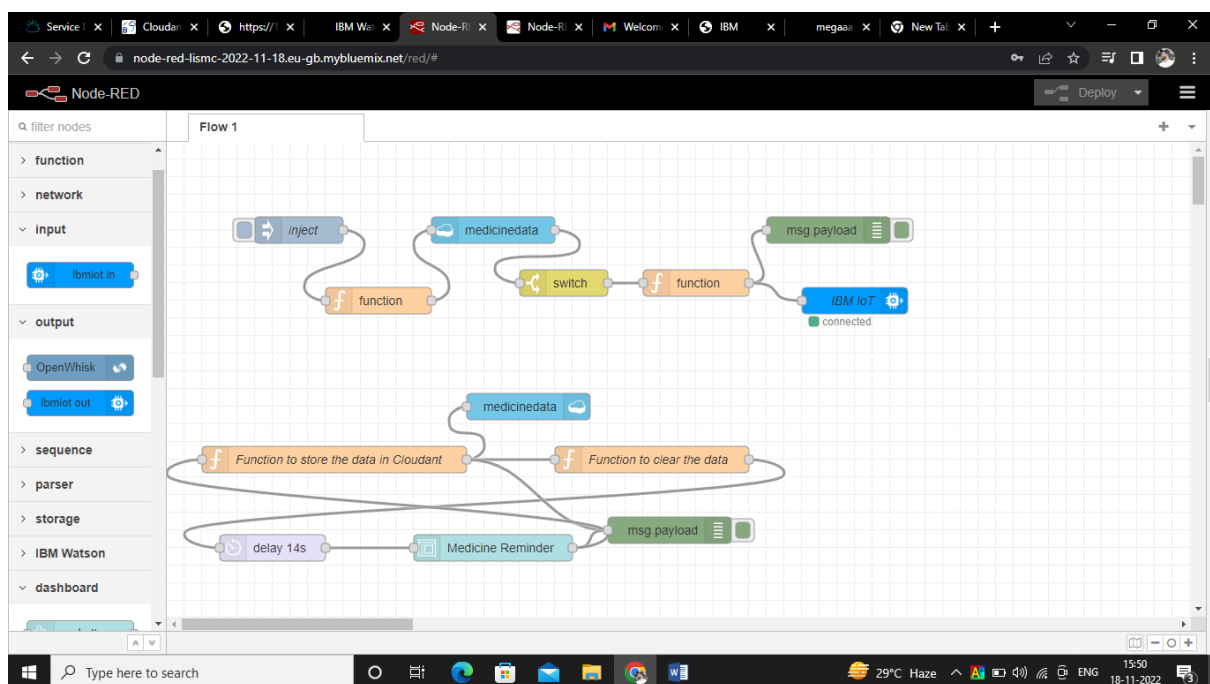 Service
Cloudan
https://
IBM Wat
Node-R
Node-R
Welcom
IBM
megaaa
New Tab
node-red-lismc-2022-11-18.eu-gb.mybluemix.net/red/#
Node-RED
Deploy
filter nodes
Flow 1
function
network
input
ibmiot in
output
OpenWhisk
ibmiot out
sequence
parser
storage
IBM Watson
dashboard
inject
medicinedata
msg.payload
function
switch
function
IBM IoT
connected
medicinedata
Function to store the data in Cloudant
Function to clear the data
msg.payload
delay 14s
Medicine Reminder
Type here to search
29°C Haze
ENG
15:50
18-11-2022
3